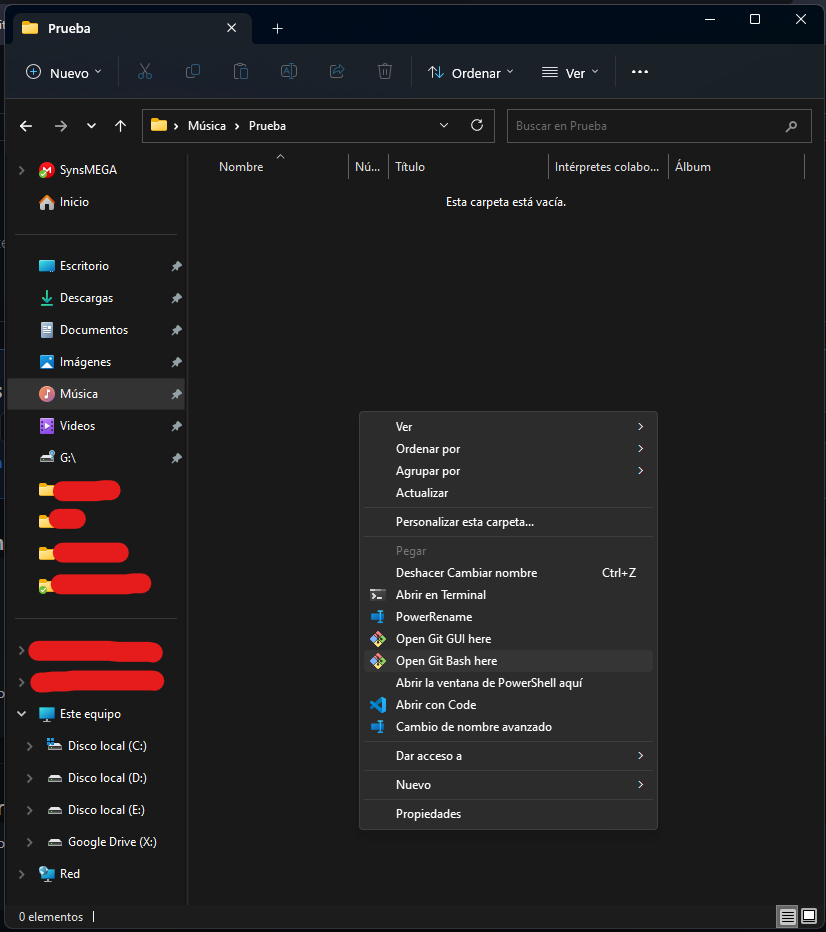 Prueba
Nuevo
Ordenar
Ver
Música
Prueba
Buscar en Prueba
Nombre
Nú...
Título
Intérpretes colabo...
Álbum
Esta carpeta está vacía.
SynsMEGA
Inicio
Escritorio
Descargas
Documentos
Imágenes
Música
Videos
G:\
Este equipo
Disco local (C:)
Disco local (D:)
Disco local (E:)
Google Drive (X:)
Red
Ver
Ordenar por
Agrupar por
Actualizar
Personalizar esta carpeta...
Pegar
Deshacer Cambiar nombre Ctrl+Z
Abrir en Terminal
PowerRename
Open Git GUI here
Open Git Bash here
Abrir la ventana de PowerShell aquí
Abrir con Code
Cambio de nombre avanzado
Dar acceso a
Nuevo
Propiedades
0 elementos